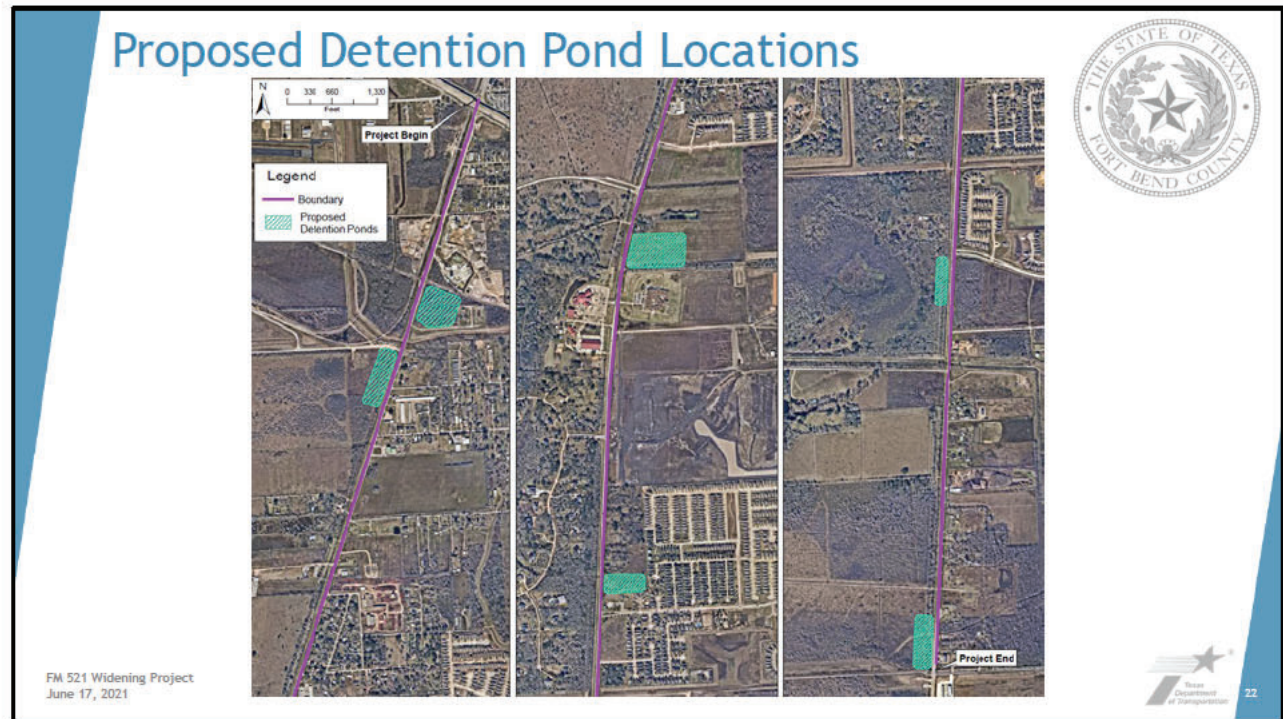 Proposed Detention Pond Locations
THE STATE OF TEXAS
FORT BEND COUNTY
N
0 330 660 1,320
Feet
Project Begin
Legend
Boundary
Proposed
Detention Ponds
Project End
FM 521 Widening Project
June 17, 2021
Texas
Department
of Transportation
22